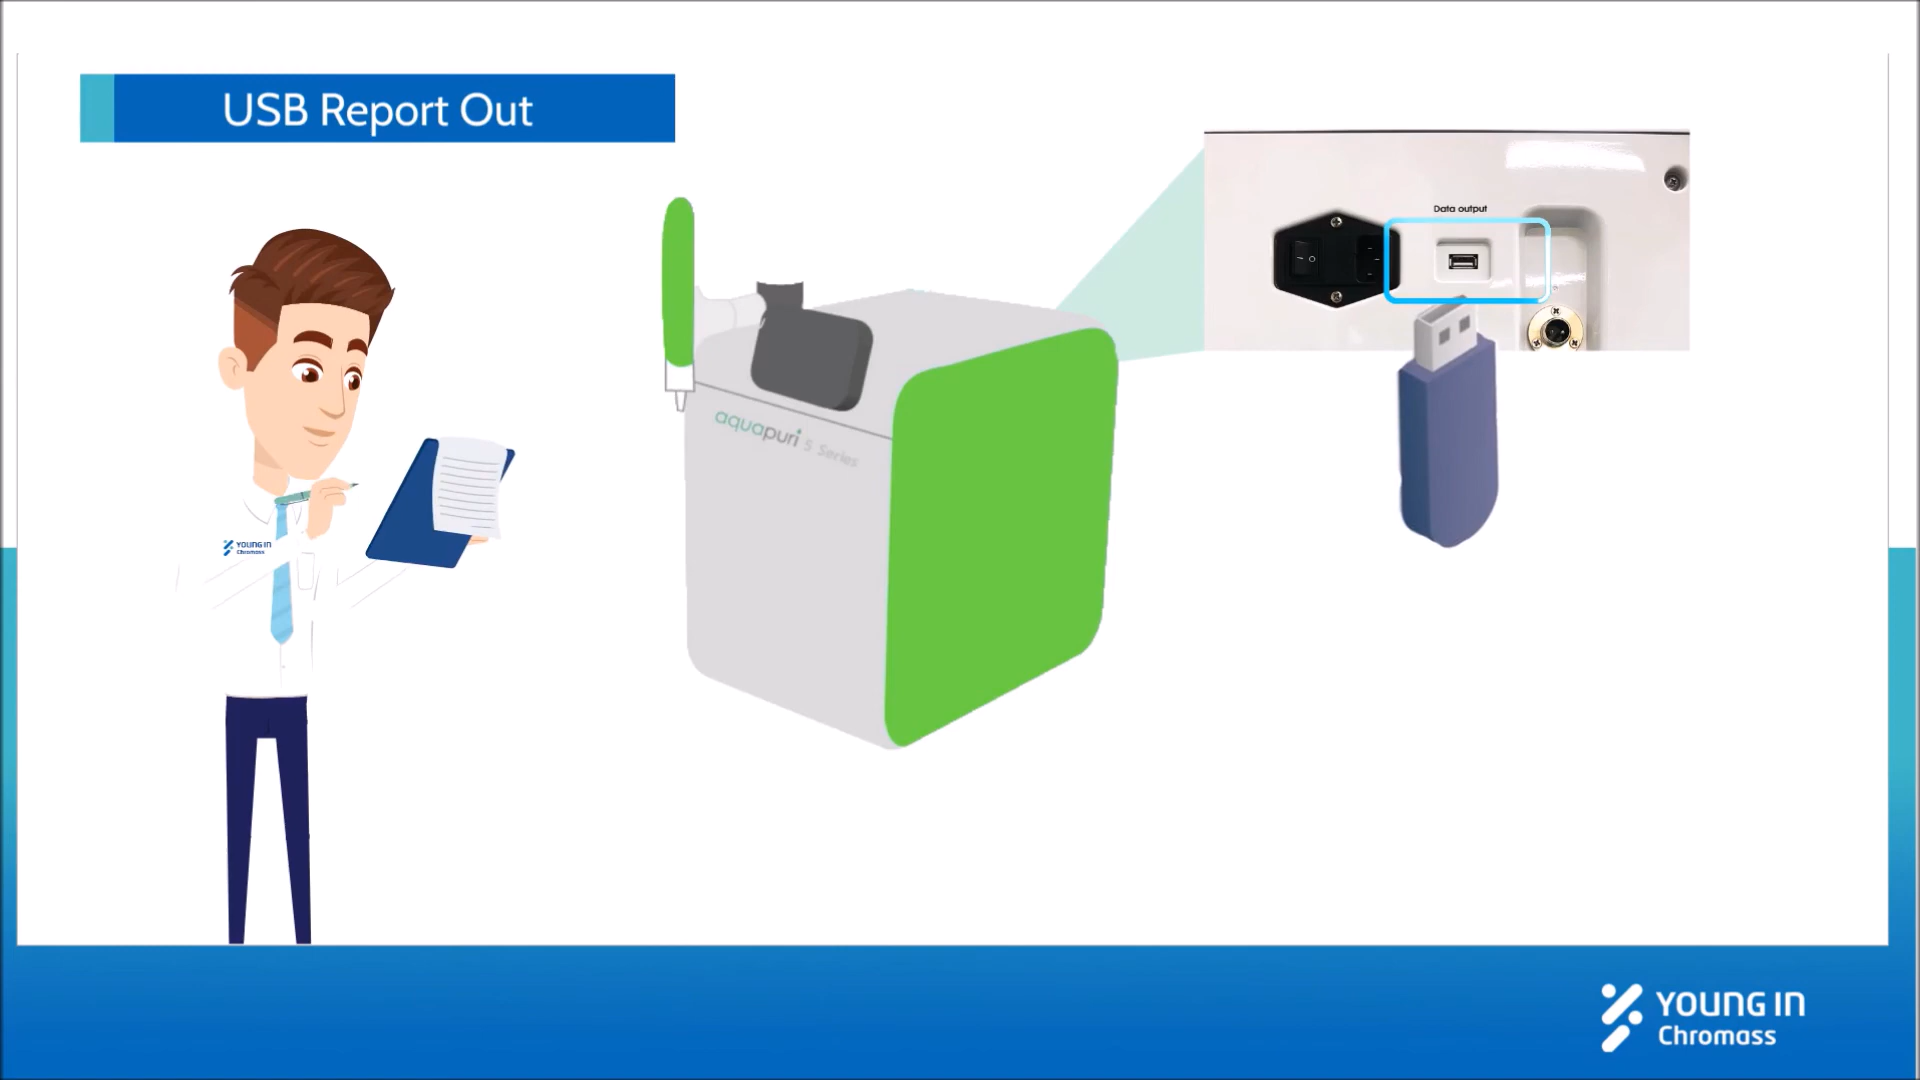 USB Report Out
Data output
aquapuri 5 Series
YOUNG IN
Chromass
YOUNG IN
Chromass